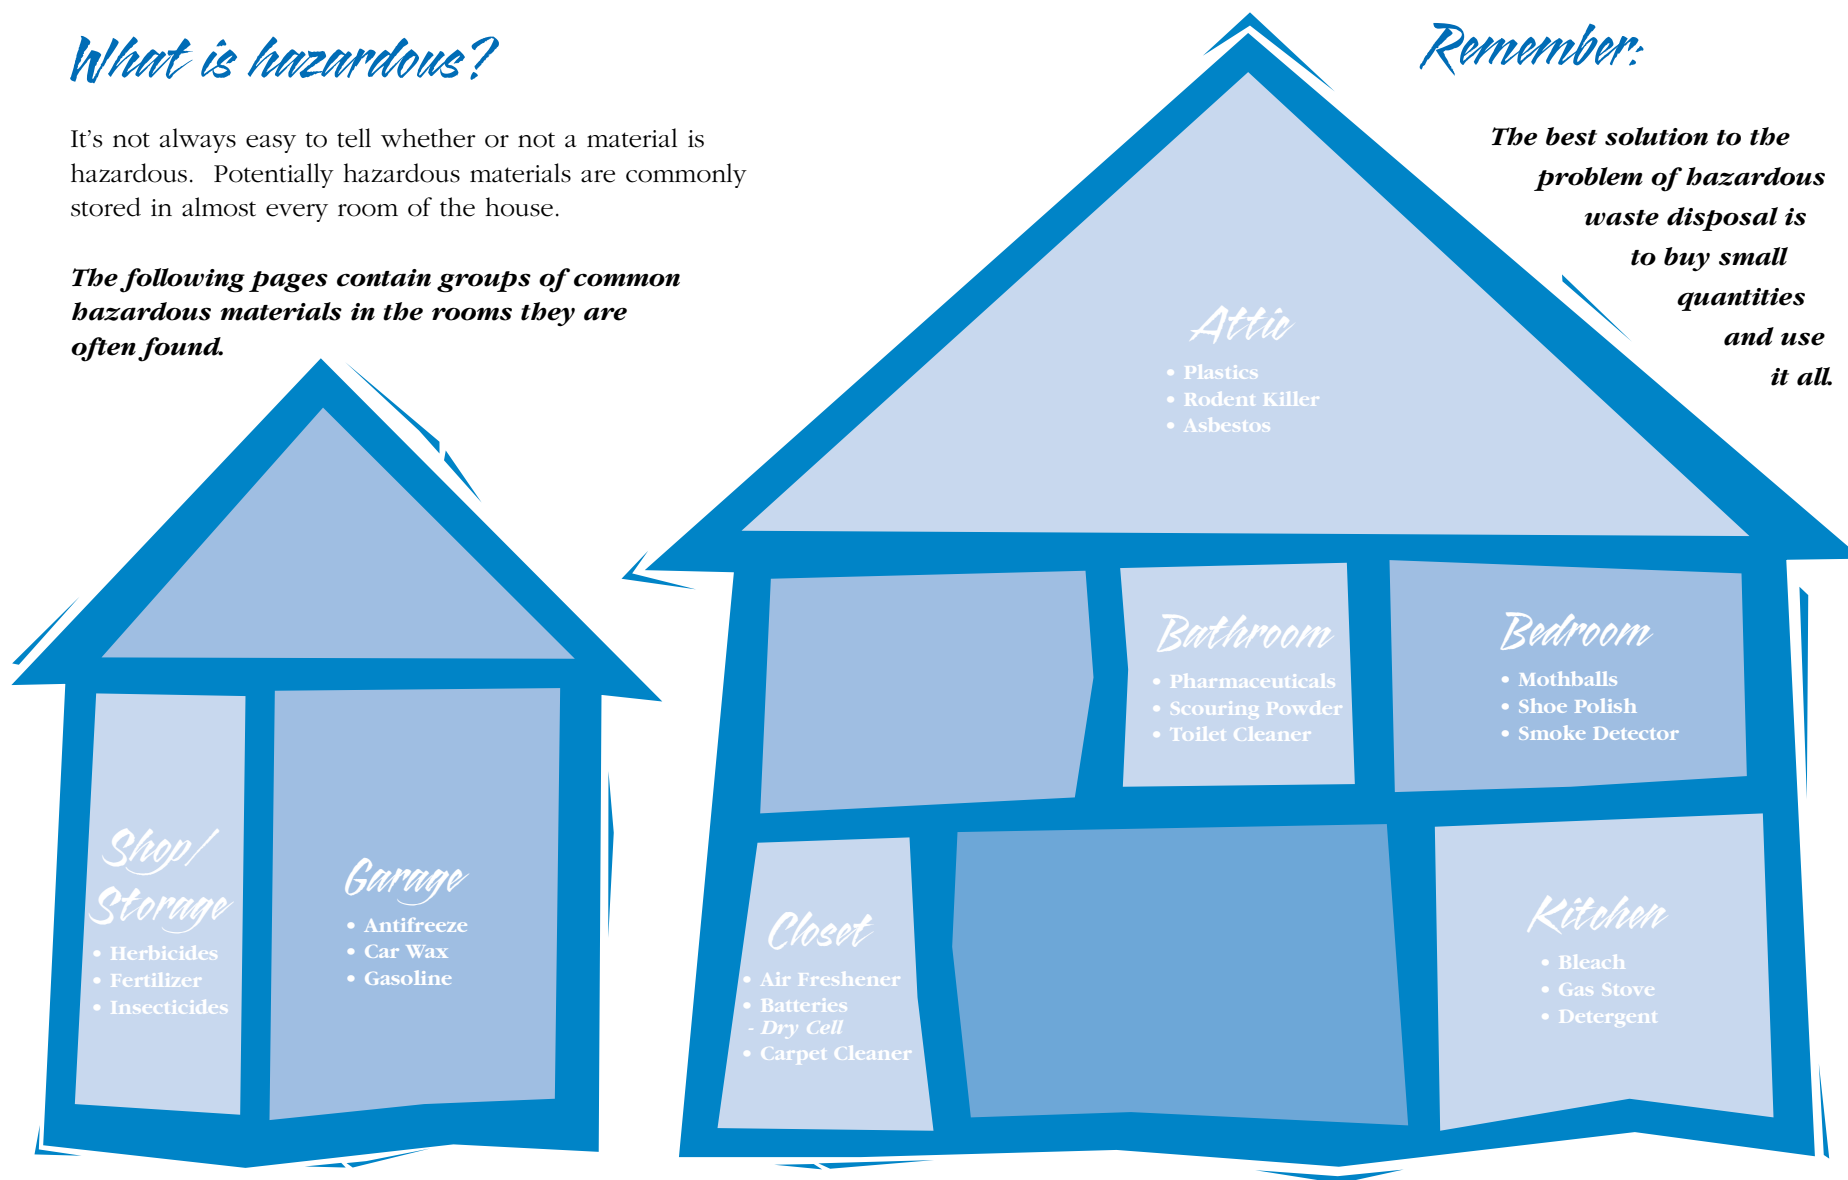 What is hazardous?
It's not always easy to tell whether or not a material is
hazardous.  Potentially hazardous materials are commonly
stored in almost every room of the house.
The following pages contain groups of common
hazardous materials in the rooms they are
often found.
Remember:
The best solution to the
problem of hazardous
waste disposal is
to buy small
quantities
and use
it all.
Attic
• Plastics
• Rodent Killer
• Asbestos
Bathroom
• Pharmaceuticals
• Scouring Powder
• Toilet Cleaner
Bedroom
• Mothballs
• Shoe Polish
• Smoke Detector
Shop/
Storage
• Herbicides
• Fertilizer
• Insecticides
Garage
• Antifreeze
• Car Wax
• Gasoline
Closet
• Air Freshener
• Batteries
- Dry Cell
• Carpet Cleaner
Kitchen
• Bleach
• Gas Stove
• Detergent